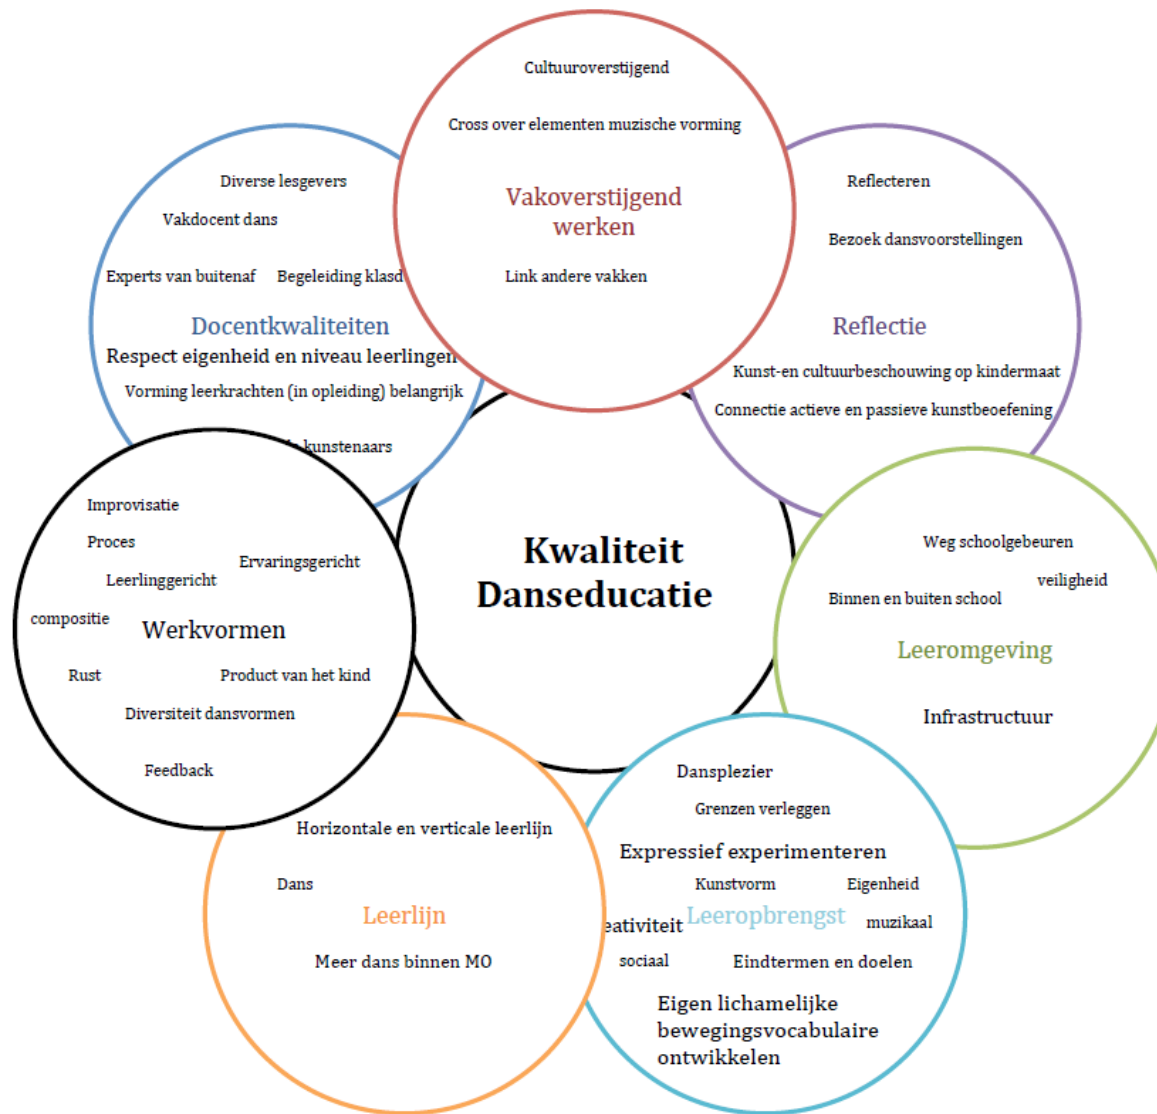 Cultuuroverstijgend
Cross over elementen muzische vorming
Vakoverstijgend
werken
Link andere vakken
Diverse lesgevers
Vakdocent dans
Experts van buitenaf
Begeleiding klasd
Docentkwaliteiten
Respect eigenheid en niveau leerlingen
Vorming leerkrachten (in opleiding) belangrijk
kunstenaars
Reflecteren
Bezoek dansvoorstellingen
Reflectie
Kunst-en cultuurbeschouwing op kindermaat
Connectie actieve en passieve kunstbeoefening
Kwaliteit
Danseducatie
Improvisatie
Proces
Ervaringsgericht
Leerlinggericht
compositie
Werkvormen
Rust
Product van het kind
Diversiteit dansvormen
Feedback
Weg schoolgebeuren
veiligheid
Binnen en buiten school
Leeromgeving
Infrastructuur
Horizontale en verticale leerlijn
Dans
Leerlijn
Meer dans binnen MO
Dansplezier
Grenzen verleggen
Expressief experimenteren
Kunstvorm
Eigenheid
eativiteit
Leeropbrengst
muzikaal
sociaal
Eindtermen en doelen
Eigen lichamelijke
bewegingsvocabulaire
ontwikkelen